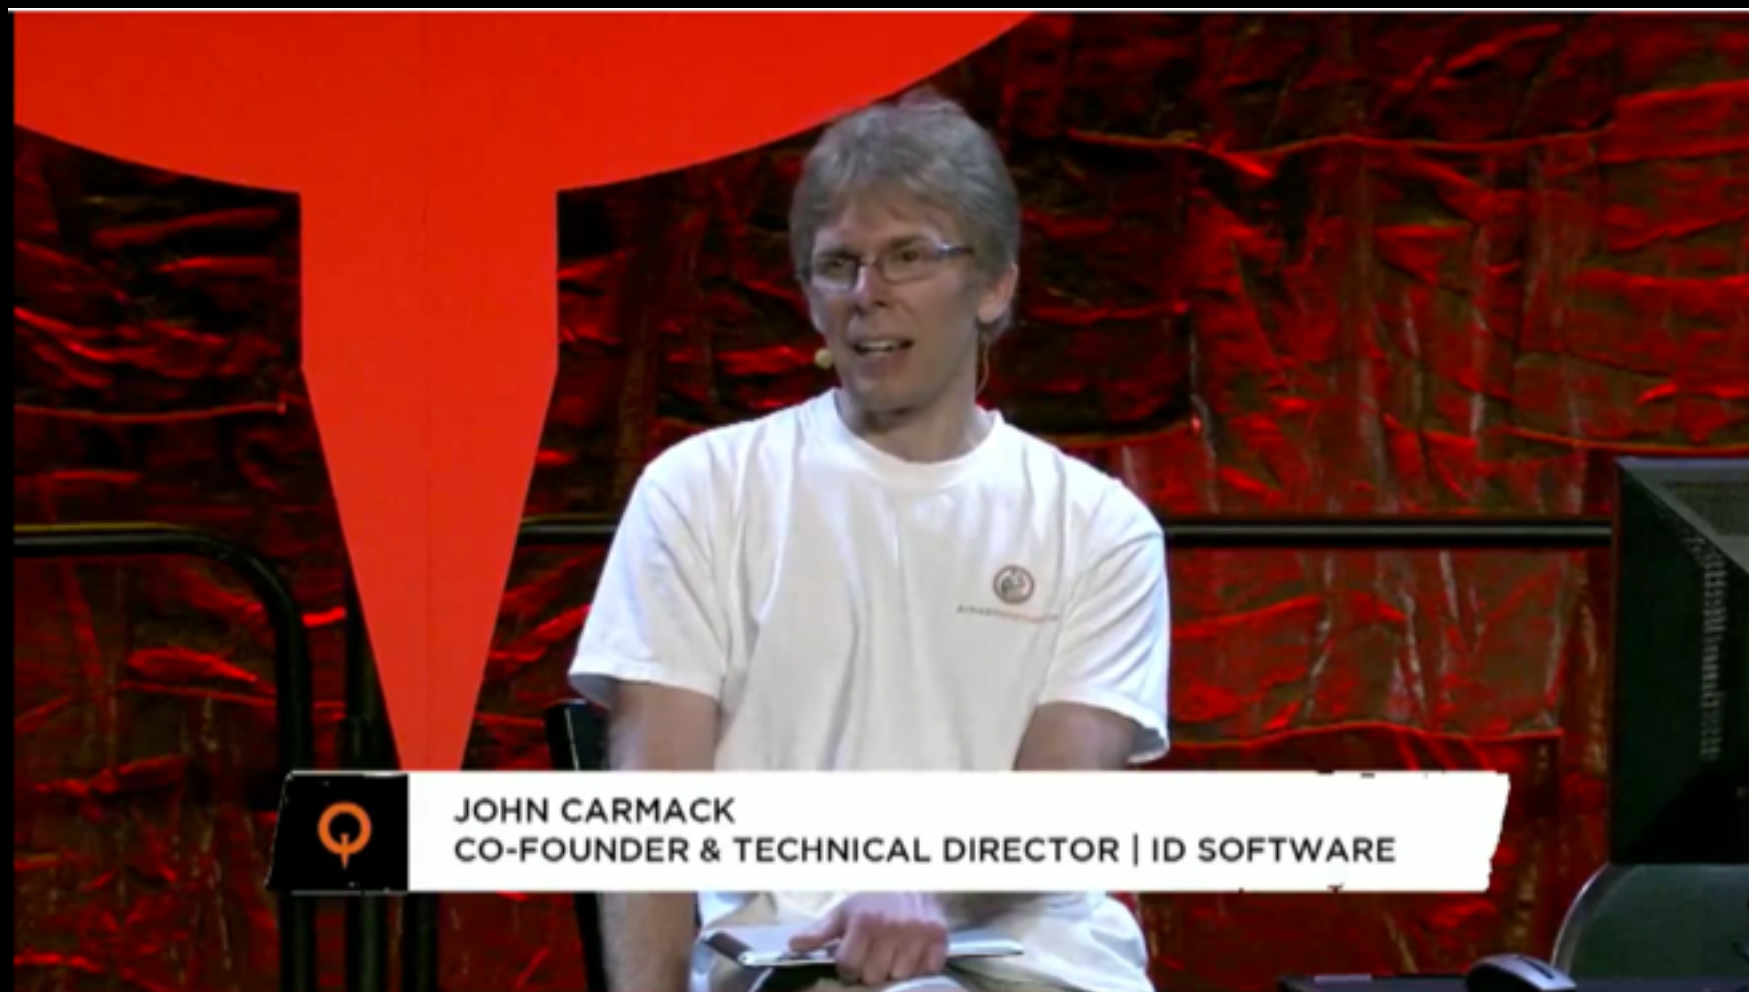 JOHN CARMACK
CO-FOUNDER & TECHNICAL DIRECTOR | ID SOFTWARE